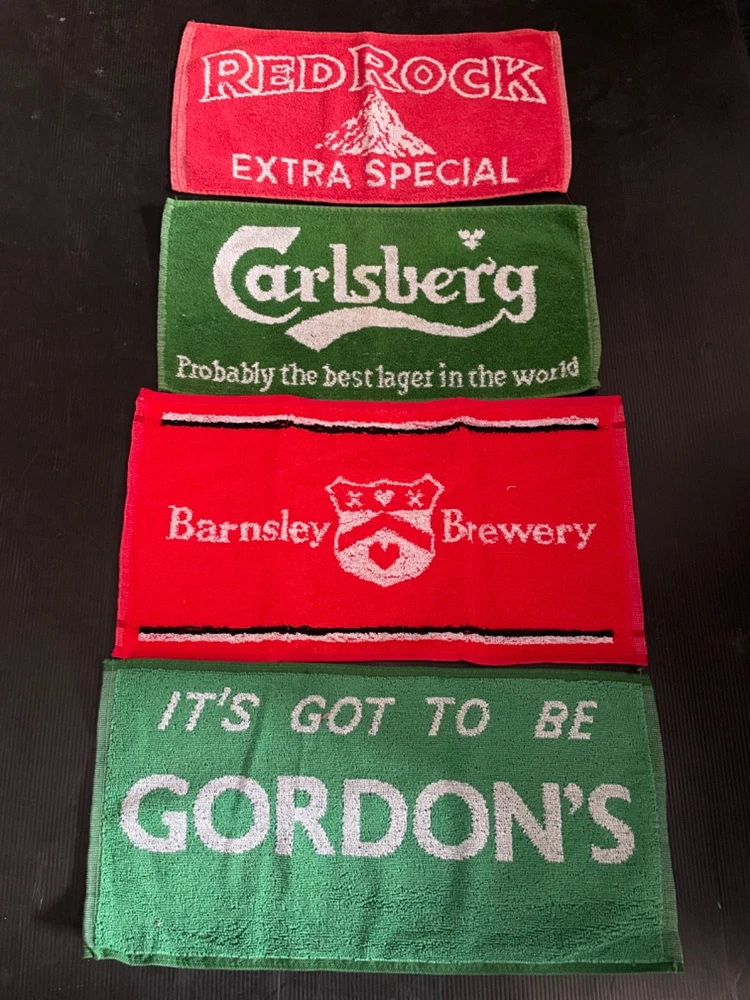 RED ROCK
EXTRA SPECIAL
Carlsberg
Probably the best lager in the world
Barnsley Brewery
IT'S GOT TO BE
GORDON'S